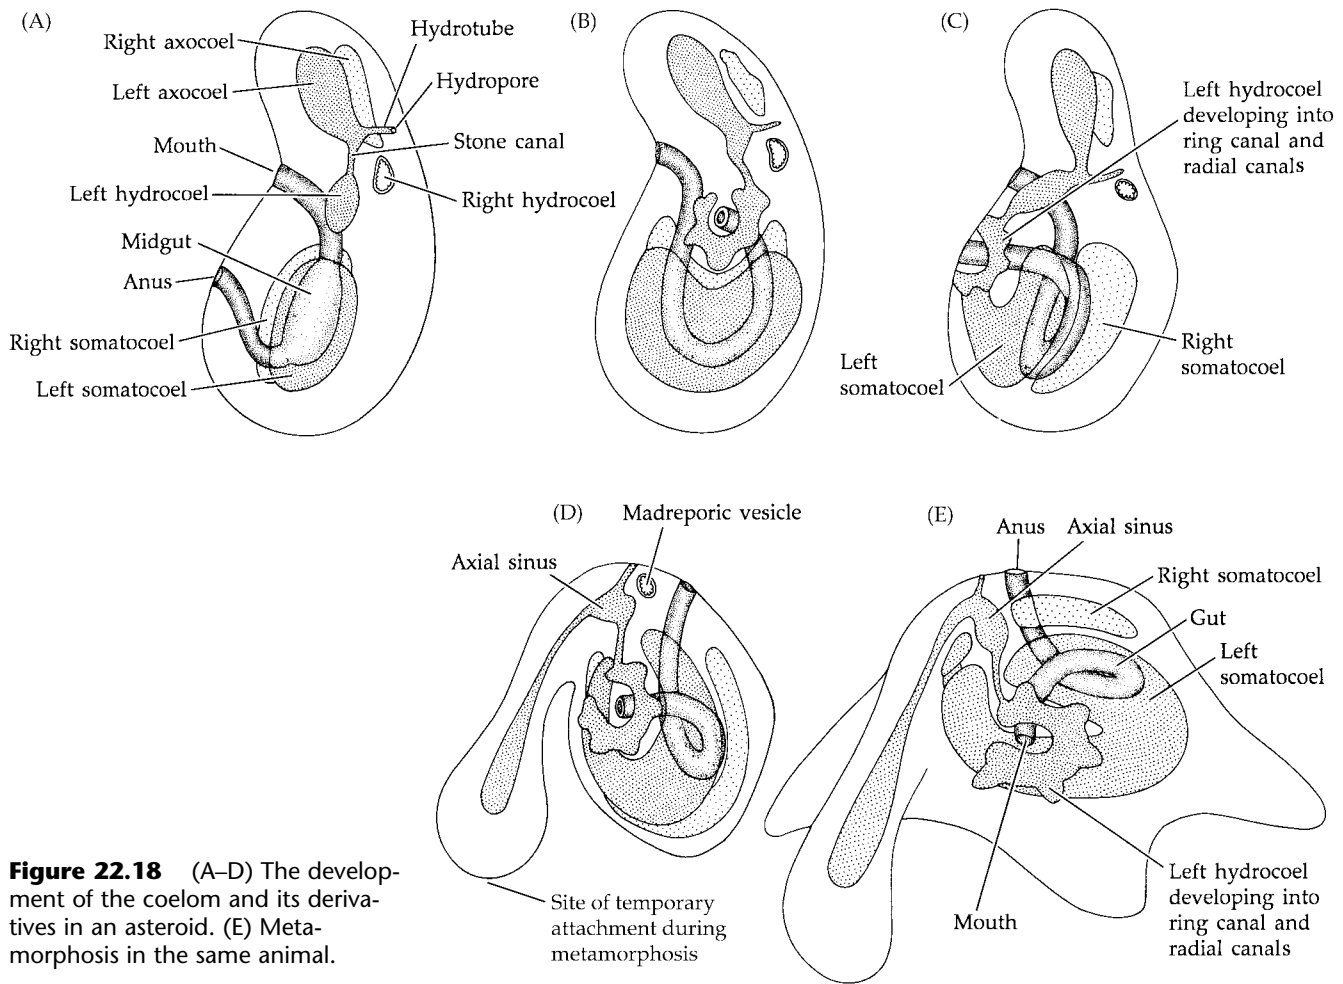 (A)
Right axocoel
Left axocoel
Mouth
Left hydrocoel
Midgut
Anus
Right somatocoel
Left somatocoel
Hydrotube
Hydropore
Stone canal
Right hydrocoel
(B)
(C)
Left hydrocoel
developing into
ring canal and
radial canals
Left
somatocoel
Right
somatocoel
(D)
Madreporic vesicle
Axial sinus
Site of temporary
attachment during
metamorphosis
(E)
Anus
Axial sinus
Right somatocoel
Gut
Left
somatocoel
Mouth
Left hydrocoel
developing into
ring canal and
radial canals
Figure 22.18 (A–D) The develop-
ment of the coelom and its deriva-
tives in an asteroid. (E) Meta-
morphosis in the same animal.